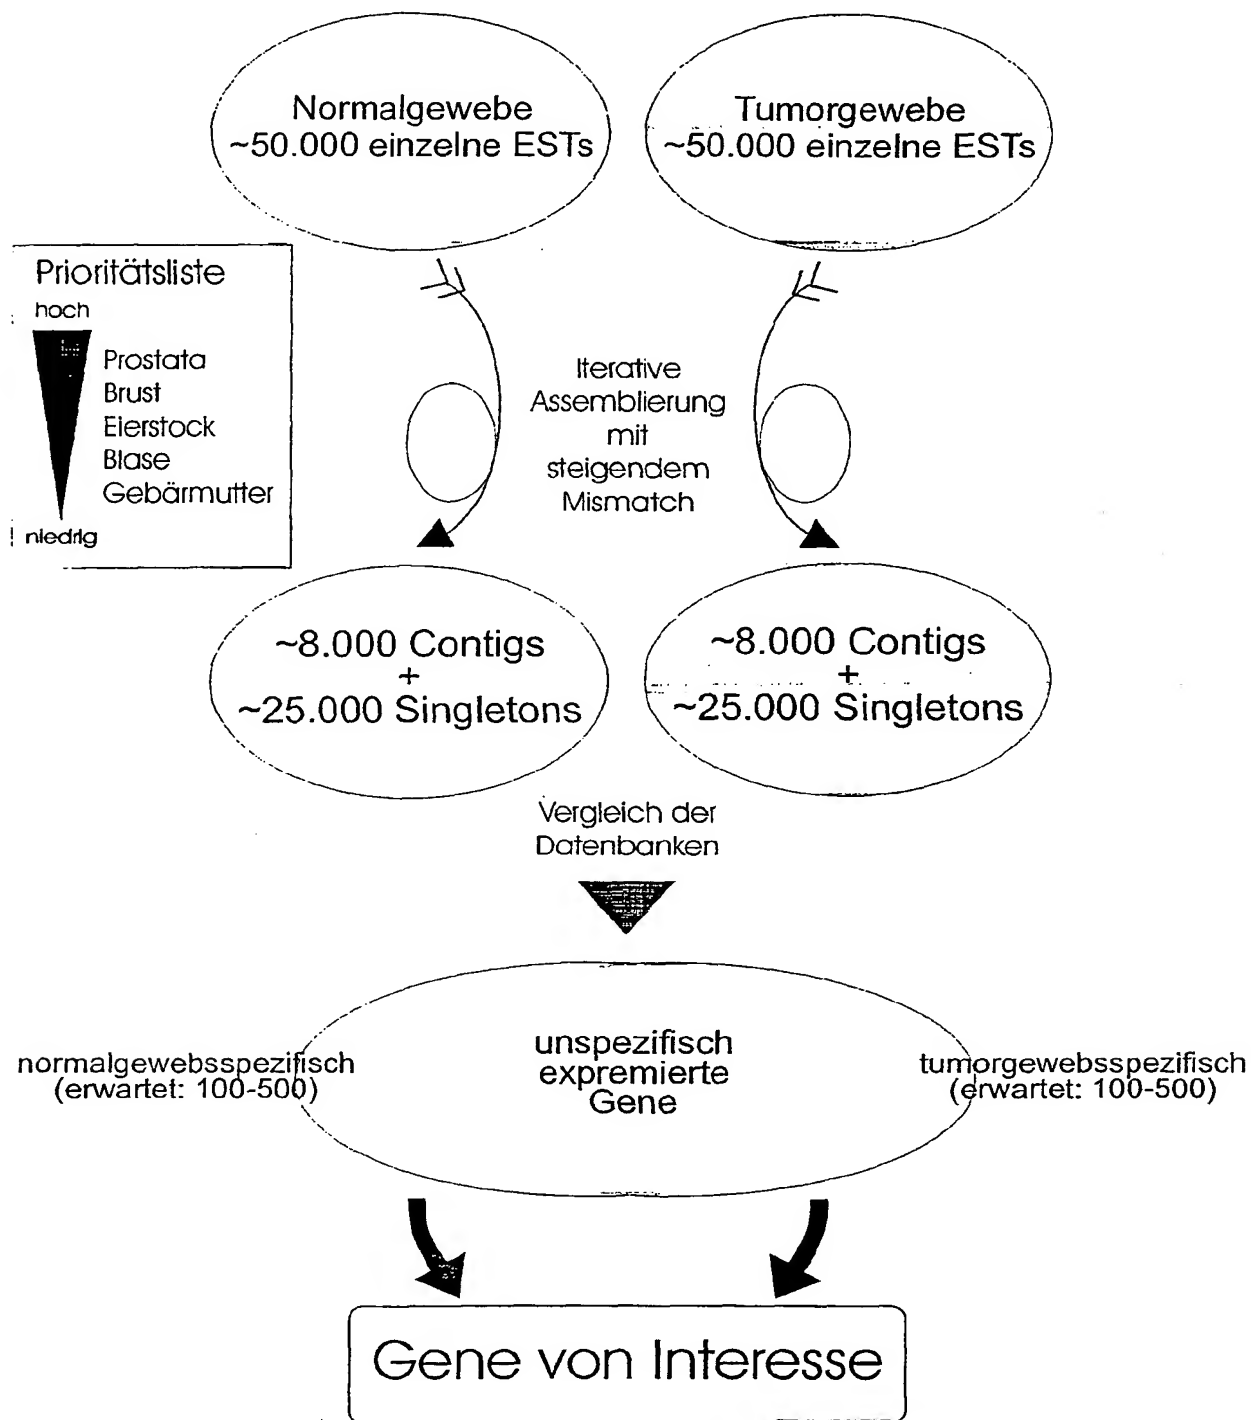 Normalgewebe
~50.000 einzelne ESTs
Tumorgewebe
~50.000 einzelne ESTs
Prioritätsliste
hoch
Prostata
Brust
Eierstock
Blase
Gebärmutter
niedrig
Iterative
Assemblierung
mit
steigendem
Mismatch
~8.000 Contigs
+
~25.000 Singletons
~8.000 Contigs
+
~25.000 Singletons
Vergleich der
Datenbanken
normalgewebsspezifisch
(erwartet: 100-500)
unspezifisch
expremierte
Gene
tumorgewebsspezifisch
(erwartet: 100-500)
Gene von Interesse